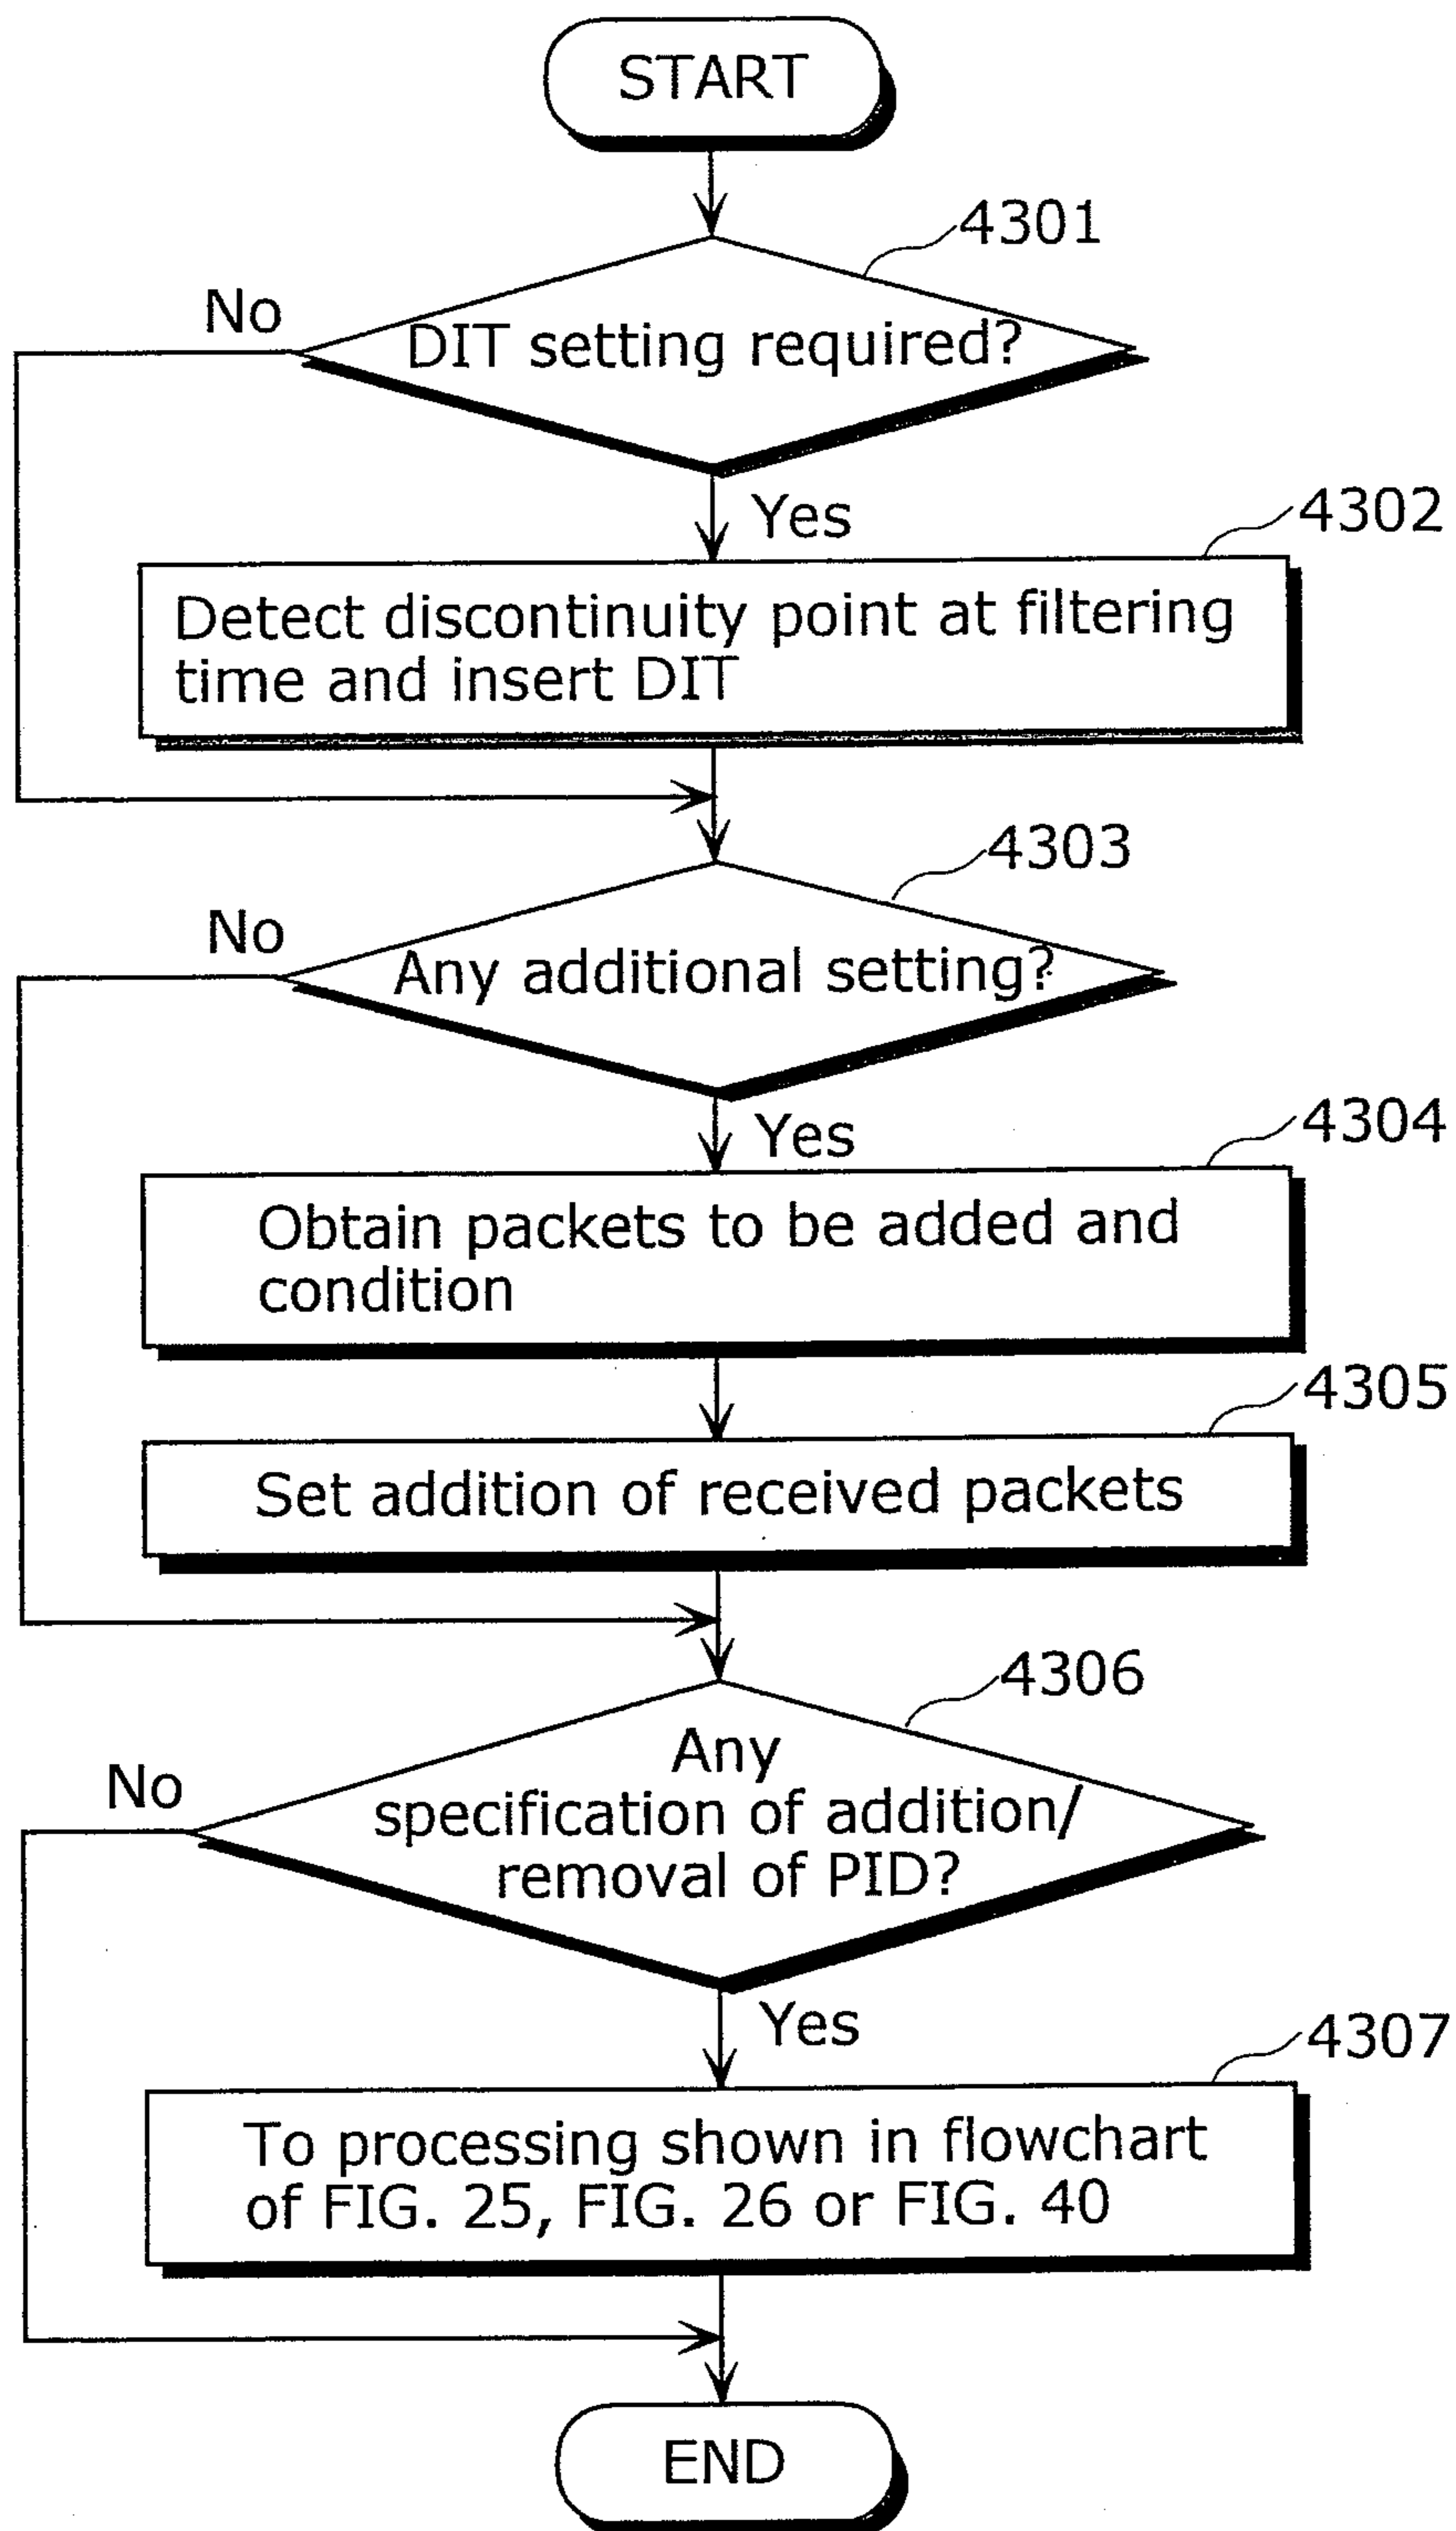 START
4301
No
DIT setting required?
Yes
4302
Detect discontinuity point at filtering
time and insert DIT
4303
No
Any additional setting?
Yes
4304
Obtain packets to be added and
condition
4305
Set addition of received packets
4306
No
Any
specification of addition/
removal of PID?
Yes
4307
To processing shown in flowchart
of FIG. 25, FIG. 26 or FIG. 40
END